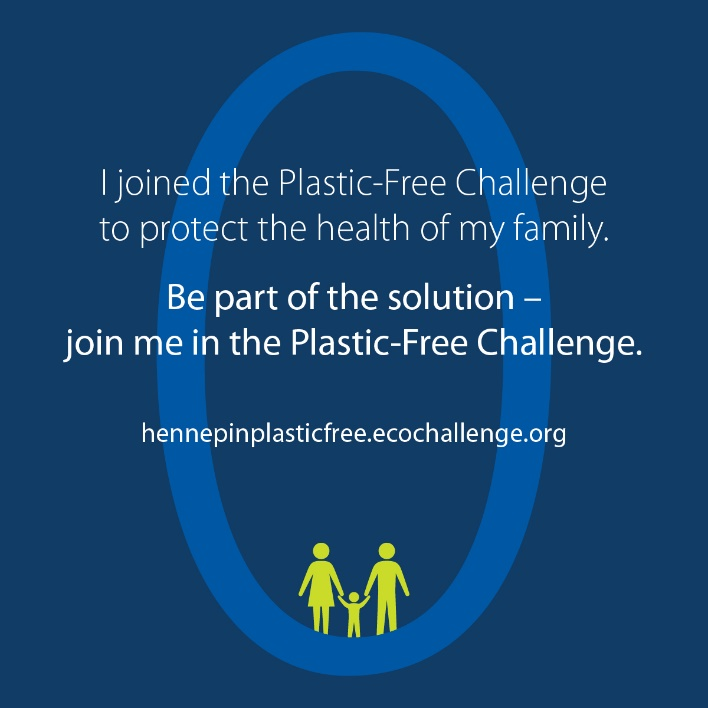 I joined the Plastic-Free Challenge
to protect the health of my family.
Be part of the solution –
join me in the Plastic-Free Challenge.
hennepinplasticfree.ecochallenge.org